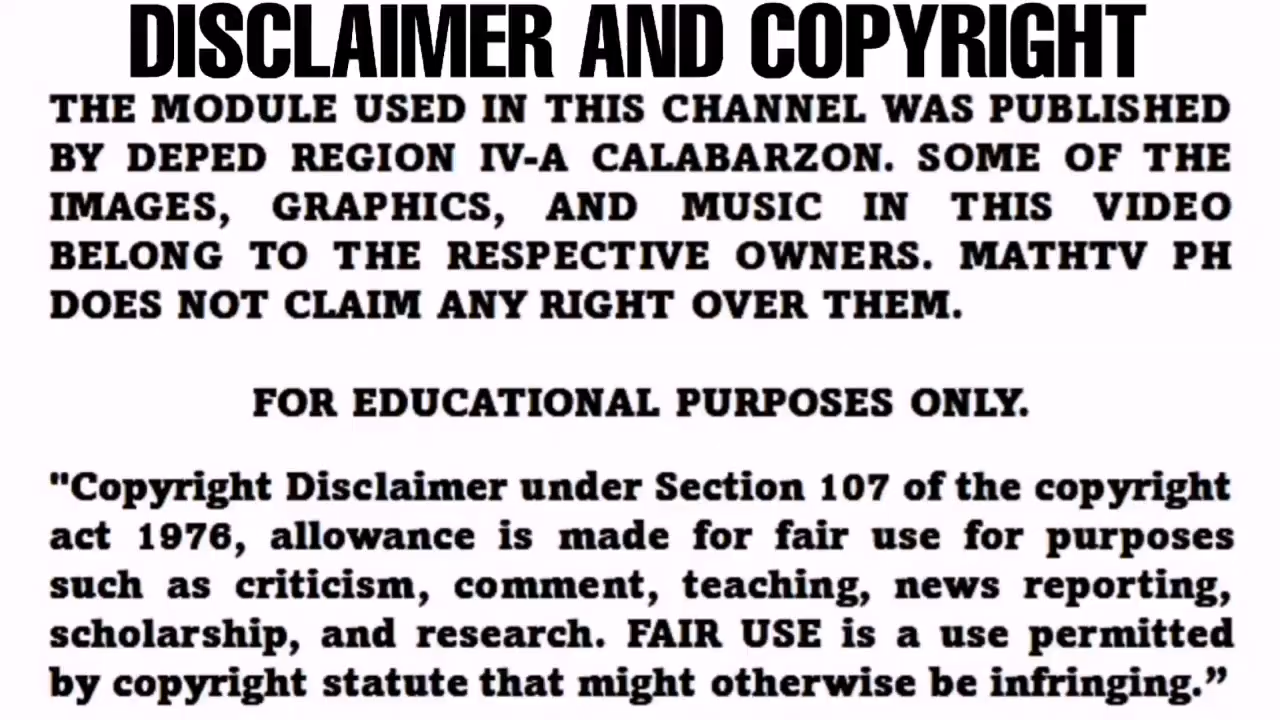 DISCLAIMER AND COPYRIGHT
THE MODULE USED IN THIS CHANNEL WAS PUBLISHED
BY DEPED REGION IV-A CALABARZON. SOME OF THE
IMAGES, GRAPHICS, AND MUSIC IN THIS VIDEO
BELONG TO THE RESPECTIVE OWNERS. MATHTV PH
DOES NOT CLAIM ANY RIGHT OVER THEM.
FOR EDUCATIONAL PURPOSES ONLY.
"Copyright Disclaimer under Section 107 of the copyright
act 1976, allowance is made for fair use for purposes
such as criticism, comment, teaching, news reporting,
scholarship, and research. FAIR USE is a use permitted
by copyright statute that might otherwise be infringing.”